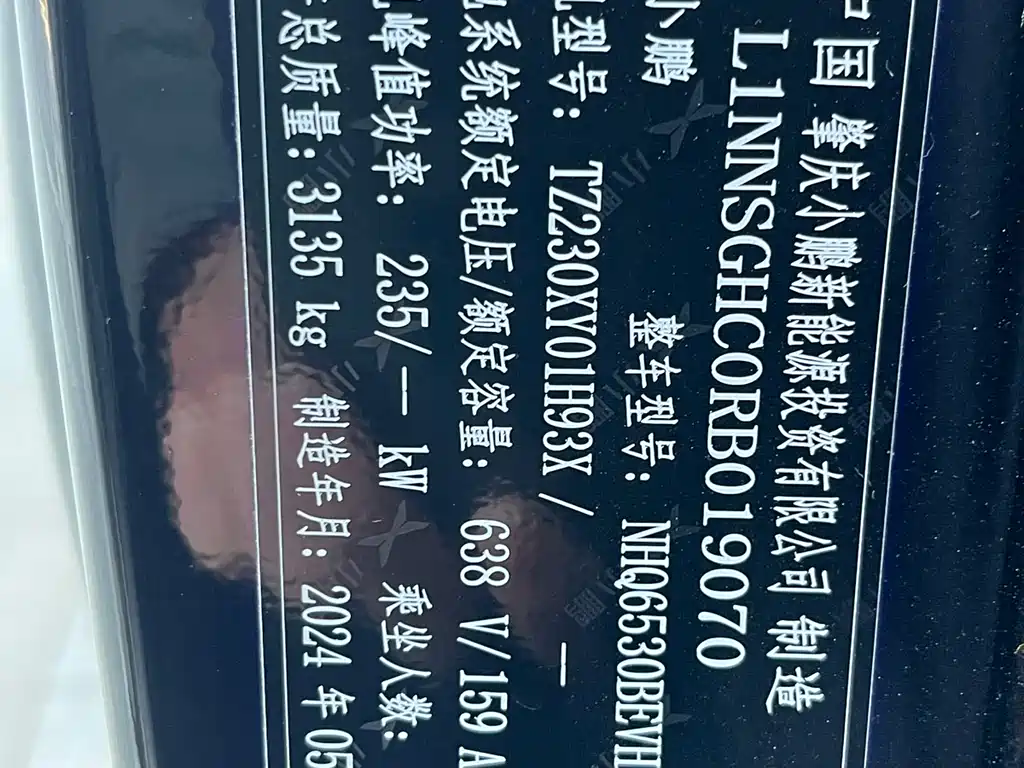 中国 肇庆小鹏新能源投资有限公司 制造
L1NNSGHC0RB019070
小鹏 整车型号: NHQ6530BEVH
型号: TZ230XY01H93X / —
系统额定电压/额定容量: 638 V/159 A
峰值功率: 235/— kW 乘坐人数:
总质量: 3135 kg 制造年月: 2024 年 05